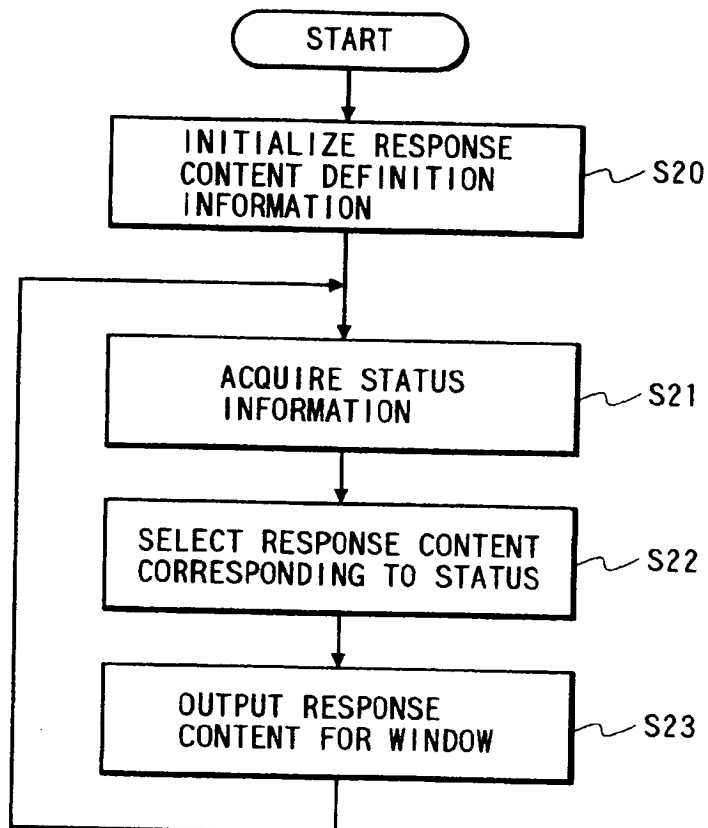 START
INITIALIZE RESPONSE
CONTENT DEFINITION
INFORMATION
S20
ACQUIRE STATUS
INFORMATION
S21
SELECT RESPONSE CONTENT
CORRESPONDING TO STATUS
S22
OUTPUT RESPONSE
CONTENT FOR WINDOW
S23